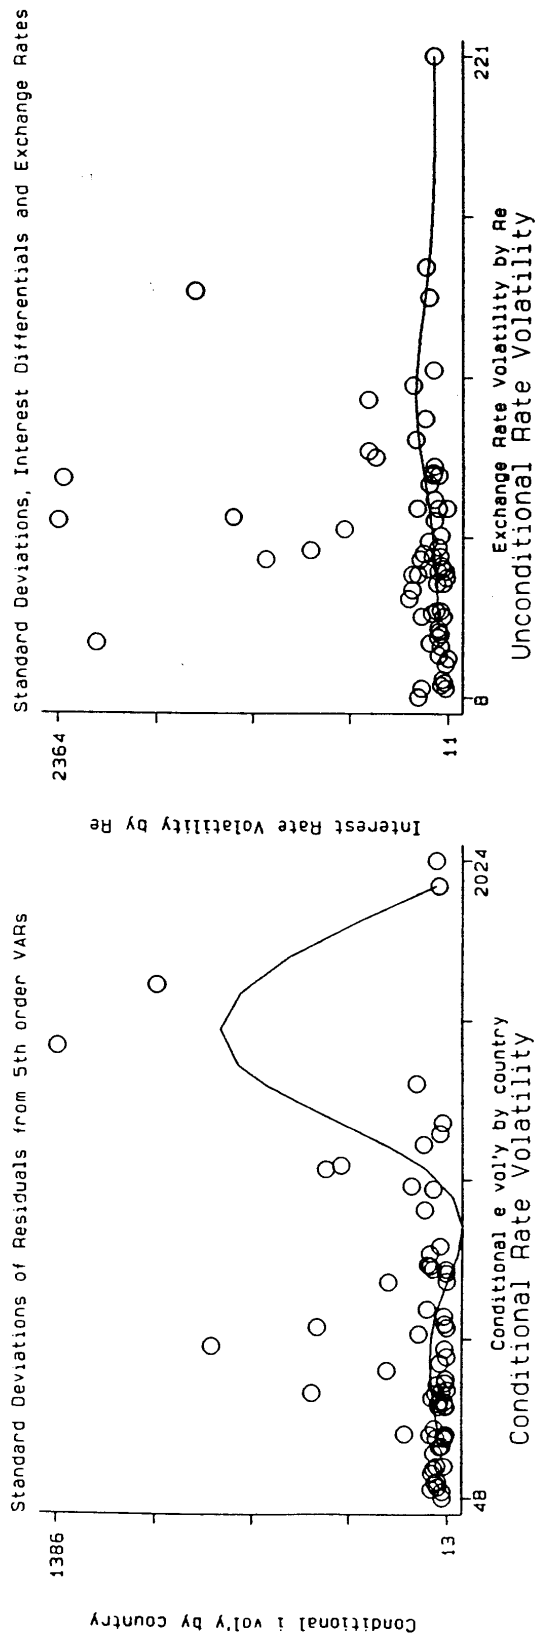 Standard Deviations of Residuals from 5th order VARs
Conditional i vol'y by country
1386
13
48
2024
Conditional e vol'y by country
Conditional Rate Volatility
Standard Deviations, Interest Differentials and Exchange Rates
Interest Rate Volatility by Re
2364
11
8
221
Exchange Rate Volatility by Re
Unconditional Rate Volatility